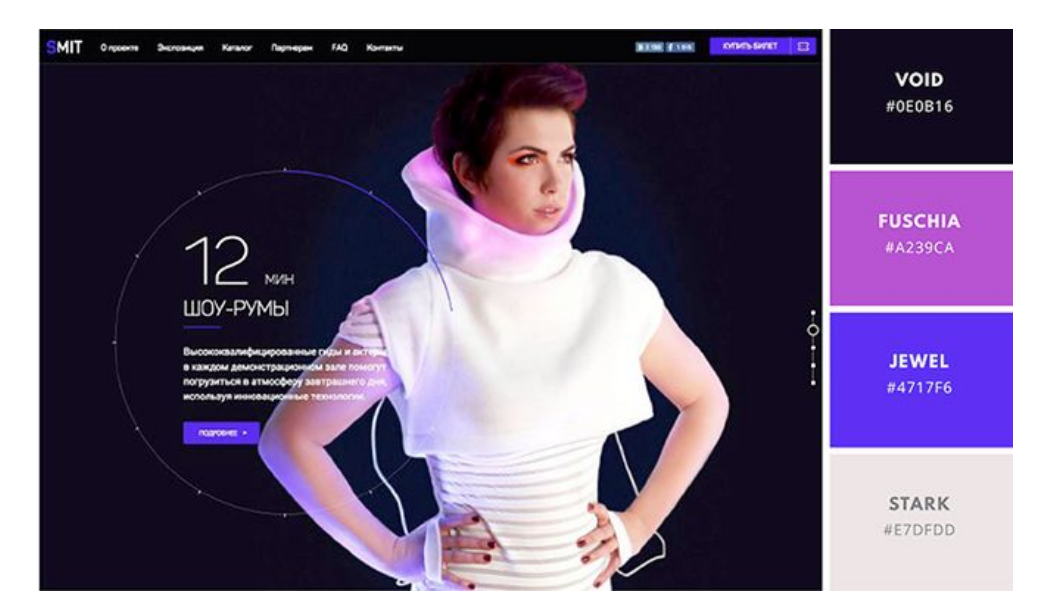 SMIT
О проекте Экспозиция Каталог Партнерам FAQ Контакты
КУПИТЬ БИЛЕТ
12 МИН
ШОУ-РУМЫ
Высококвалифицированные гиды и актеры
в каждом демонстрационном зале помогут
погрузиться в атмосферу завтрашнего дня,
используя инновационные технологии.
ПОДРОБНЕЕ
VOID
#0E0B16
FUSCHIA
#A239CA
JEWEL
#4717F6
STARK
#E7DFDD